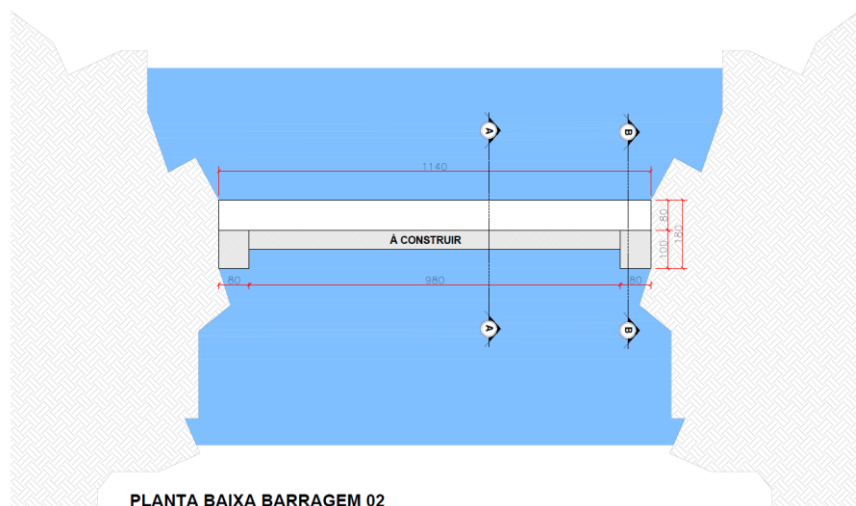 A
B
1140
80
180
100
À CONSTRUIR
80
980
80
A
B
PLANTA BAIXA BARRAGEM 02